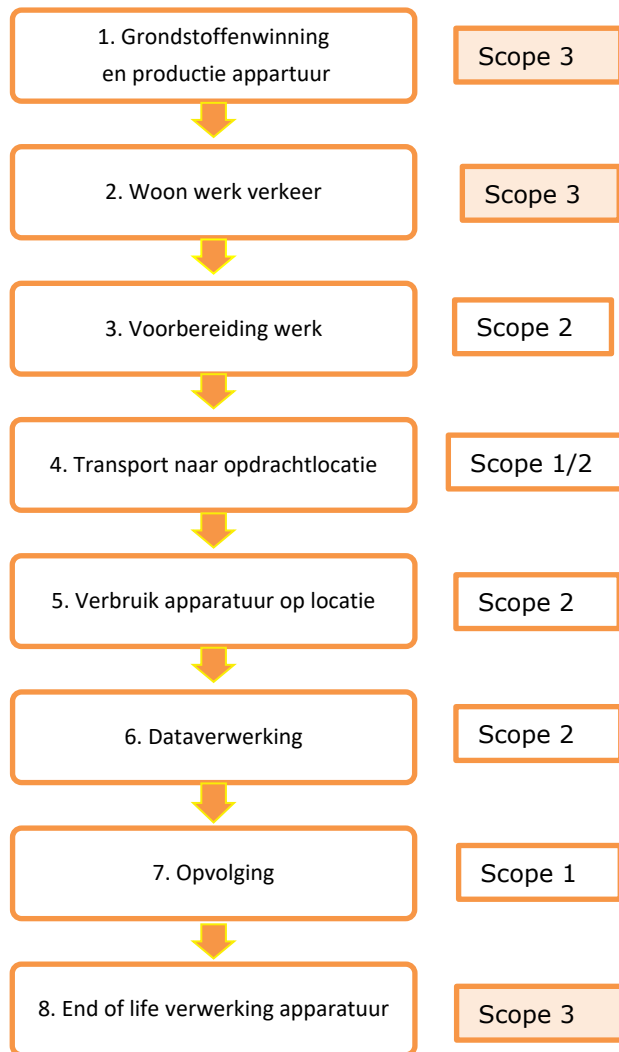 1. Grondstoffenwinning
en productie appartuur
Scope 3
2. Woon werk verkeer
Scope 3
3. Voorbereiding werk
Scope 2
4. Transport naar opdrachtlocatie
Scope 1/2
5. Verbruik apparatuur op locatie
Scope 2
6. Dataverwerking
Scope 2
7. Opvolging
Scope 1
8. End of life verwerking apparatuur
Scope 3